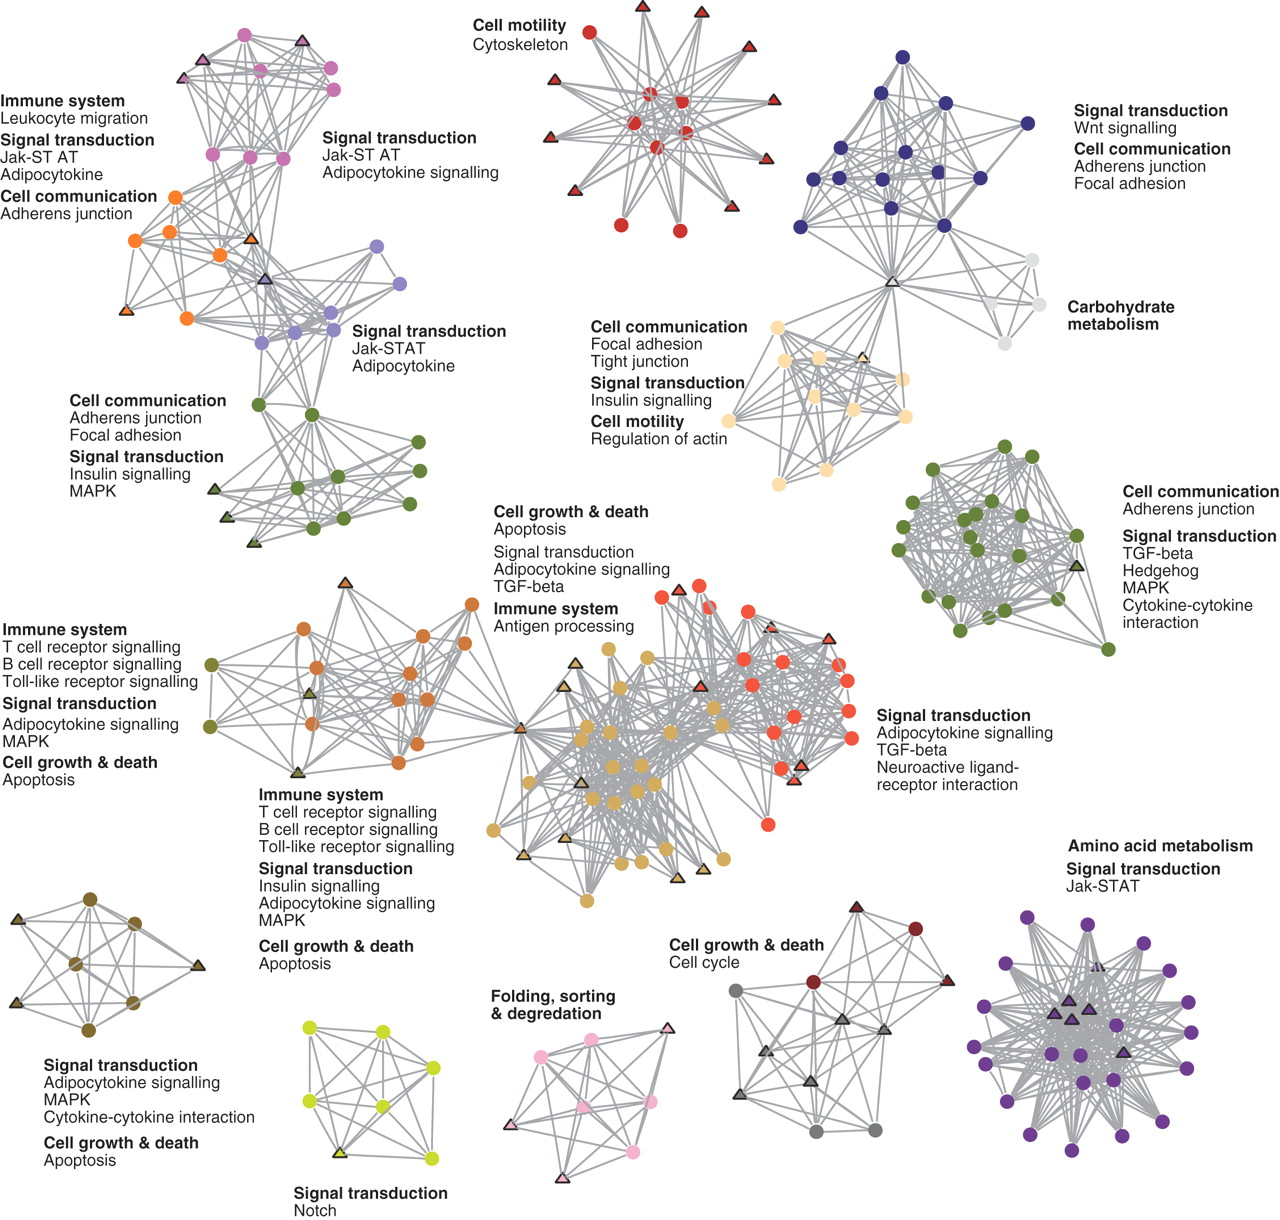 Cell motility
Cytoskeleton
Immune system
Leukocyte migration
Signal transduction
Jak-ST AT
Adipocytokine
Cell communication
Adherens junction
Signal transduction
Jak-ST AT
Adipocytokine signalling
Signal transduction
Wnt signalling
Cell communication
Adherens junction
Focal adhesion
Carbohydrate
metabolism
Signal transduction
Jak-STAT
Adipocytokine
Cell communication
Focal adhesion
Tight junction
Signal transduction
Insulin signalling
Cell motility
Regulation of actin
Cell communication
Adherens junction
Focal adhesion
Signal transduction
Insulin signalling
MAPK
Cell communication
Adherens junction
Signal transduction
TGF-beta
Hedgehog
MAPK
Cytokine-cytokine
interaction
Cell growth & death
Apoptosis
Signal transduction
Adipocytokine signalling
TGF-beta
Immune system
Antigen processing
Immune system
T cell receptor signalling
B cell receptor signalling
Toll-like receptor signalling
Signal transduction
Adipocytokine signalling
MAPK
Cell growth & death
Apoptosis
Signal transduction
Adipocytokine signalling
TGF-beta
Neuroactive ligand-
receptor interaction
Immune system
T cell receptor signalling
B cell receptor signalling
Toll-like receptor signalling
Signal transduction
Insulin signalling
Adipocytokine signalling
MAPK
Cell growth & death
Apoptosis
Amino acid metabolism
Signal transduction
Jak-STAT
Cell growth & death
Cell cycle
Folding, sorting
& degredation
Signal transduction
Adipocytokine signalling
MAPK
Cytokine-cytokine interaction
Cell growth & death
Apoptosis
Signal transduction
Notch